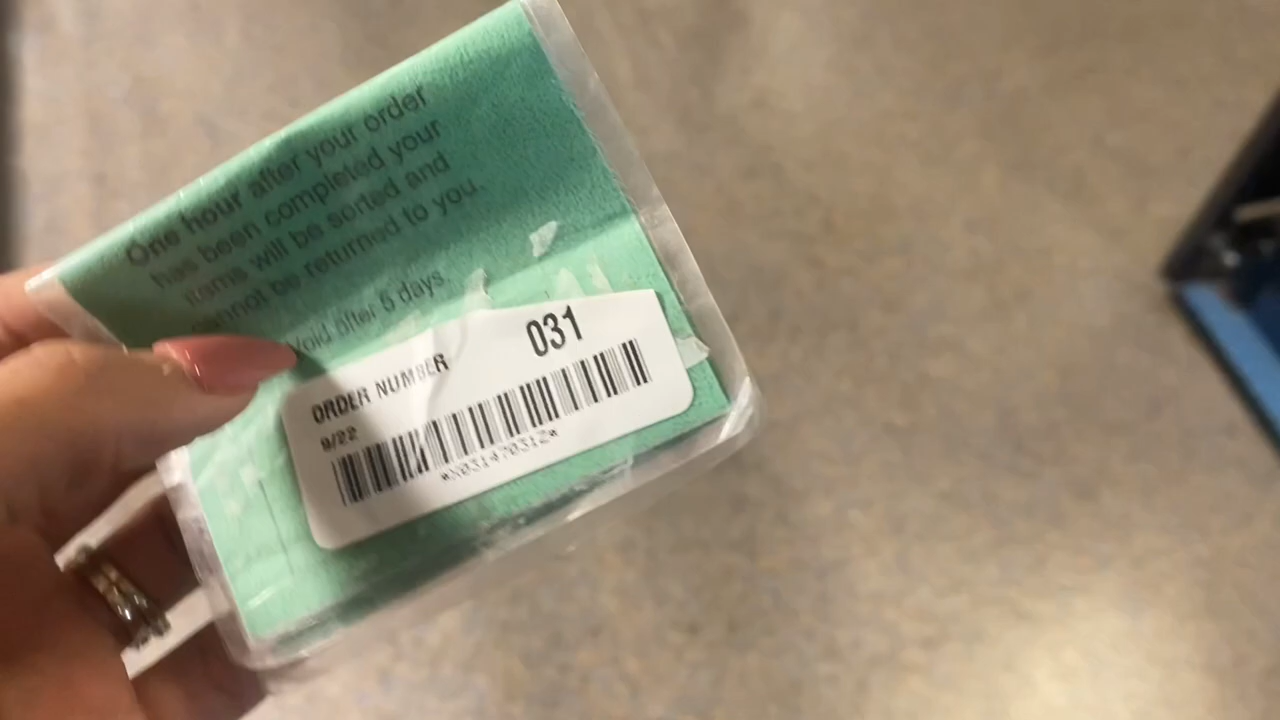 One hour after your order
has been completed your
items will be sorted and
cannot be returned to you.
Void after 5 days.
031
ORDER NUMBER
9/22
*X031470312*